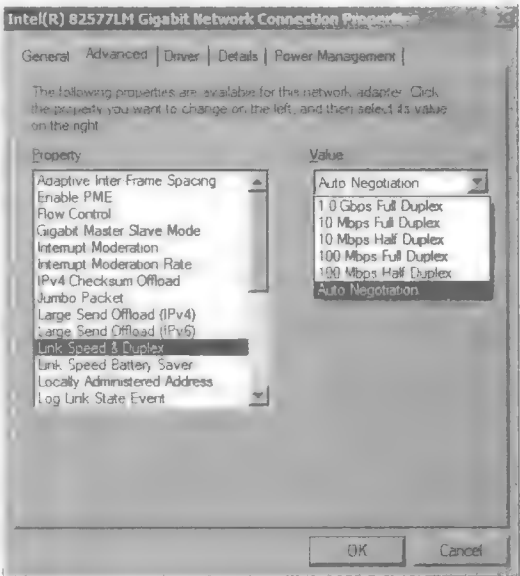 Intel(R) 82577LM Gigabit Network Connection Properties
General Advanced Driver Details Power Management
The following properties are available for this network adapter. Click
the property you want to change on the left, and then select its value
on the right.
Property
Adaptive Inter Frame Spacing
Enable PME
Flow Control
Gigabit Master Slave Mode
Interrupt Moderation
Interrupt Moderation Rate
IPv4 Checksum Offload
Jumbo Packet
Large Send Offload (IPv4)
Large Send Offload (IPv6)
Link Speed & Duplex
Link Speed Battery Saver
Locally Administered Address
Log Link State Event
Value
Auto Negotiation
1.0 Gbps Full Duplex
10 Mbps Full Duplex
10 Mbps Half Duplex
100 Mbps Full Duplex
100 Mbps Half Duplex
Auto Negotiation
OK Cancel